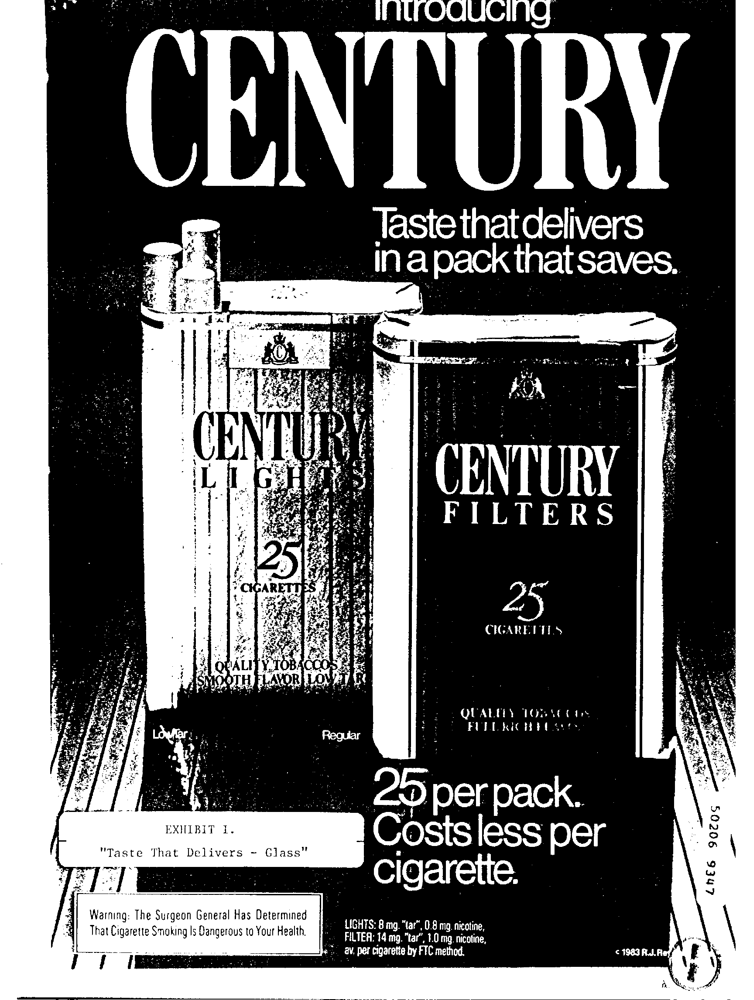 Introducing
CENTURY
Taste that delivers
in a pack that saves.
C
CENTURY
LIGHTS
25
CIGARETTES
QUALITY TOBACCOS
SMOOTH FLAVOR LOW TAR
CENTURY
FILTERS
25
CIGARETTES
QUALITY TOBACCOS
FULL RICH FLAVOR
Low tar
Regular
25 per pack.
Costs less per
cigarette.
EXHIBIT 1.
"Taste That Delivers - Glass"
Warning: The Surgeon General Has Determined
That Cigarette Smoking Is Dangerous to Your Health.
LIGHTS: 8 mg. "tar", 0.8 mg. nicotine,
FILTER: 14 mg. "tar", 1.0 mg. nicotine,
av. per cigarette by FTC method.
1983 R.J.
50206 9347